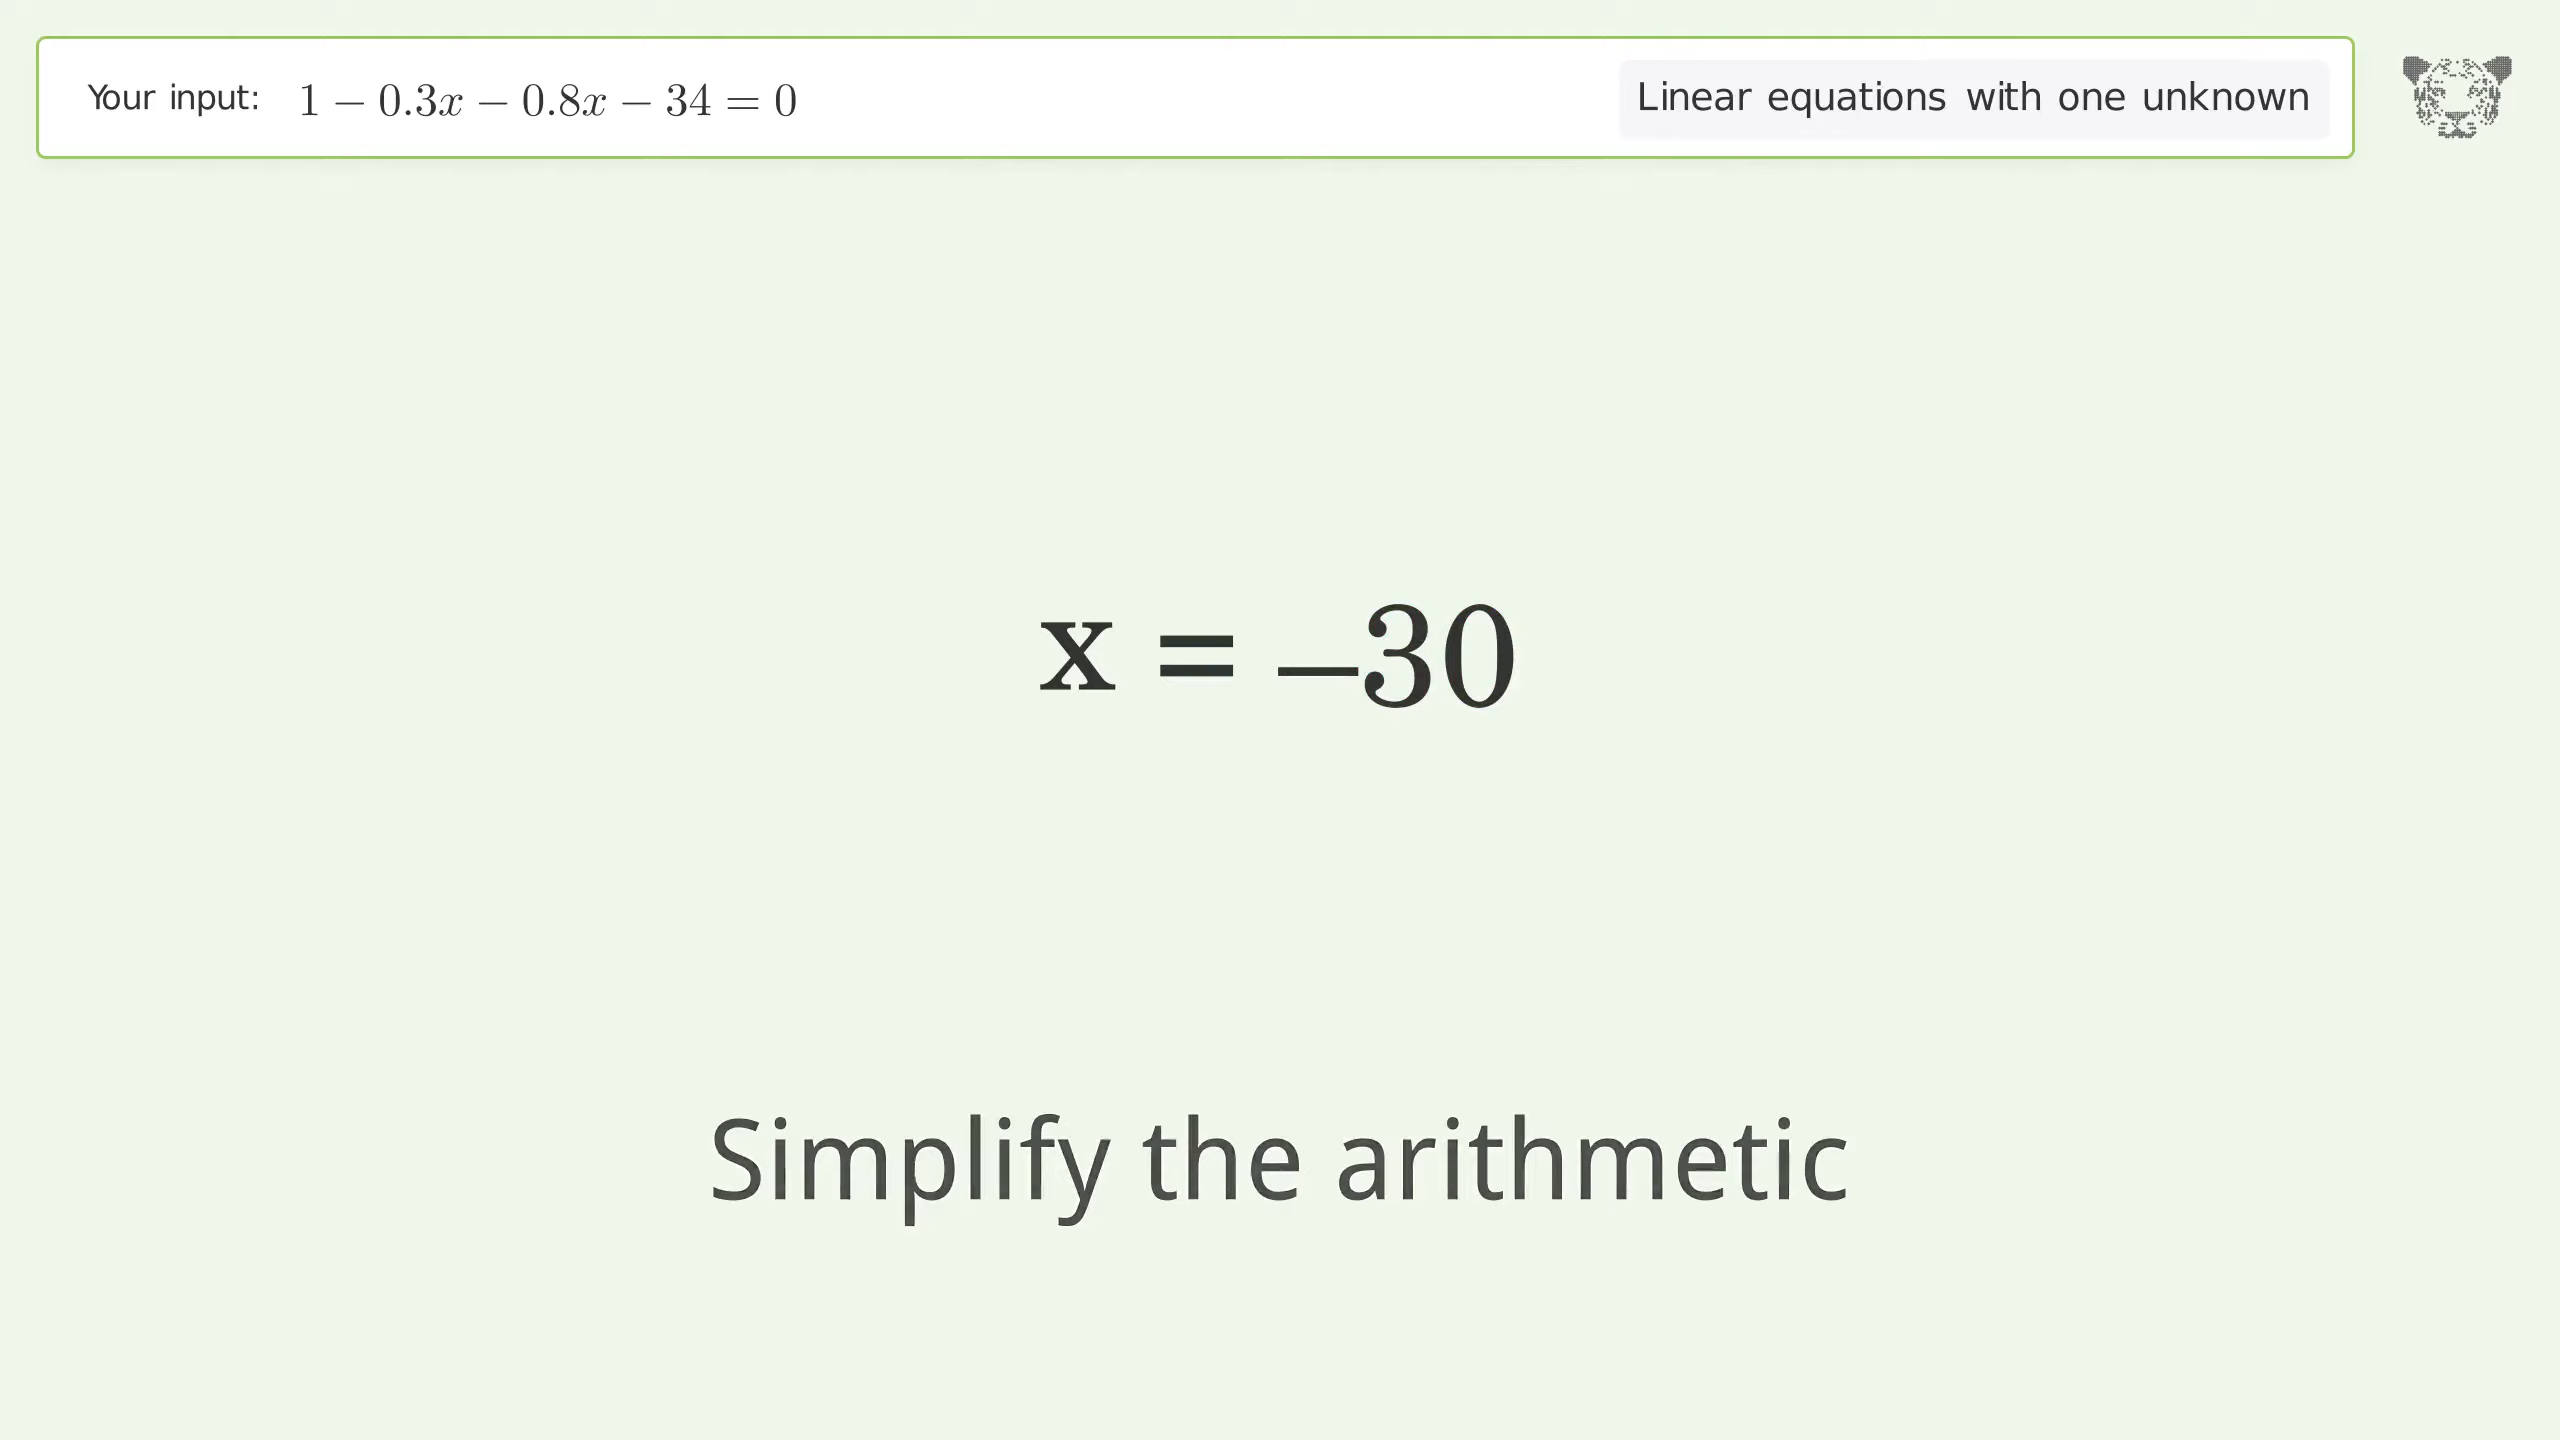 Your input: 1 − 0.3x − 0.8x − 34 = 0
Linear equations with one unknown
x = −30
Simplify the arithmetic